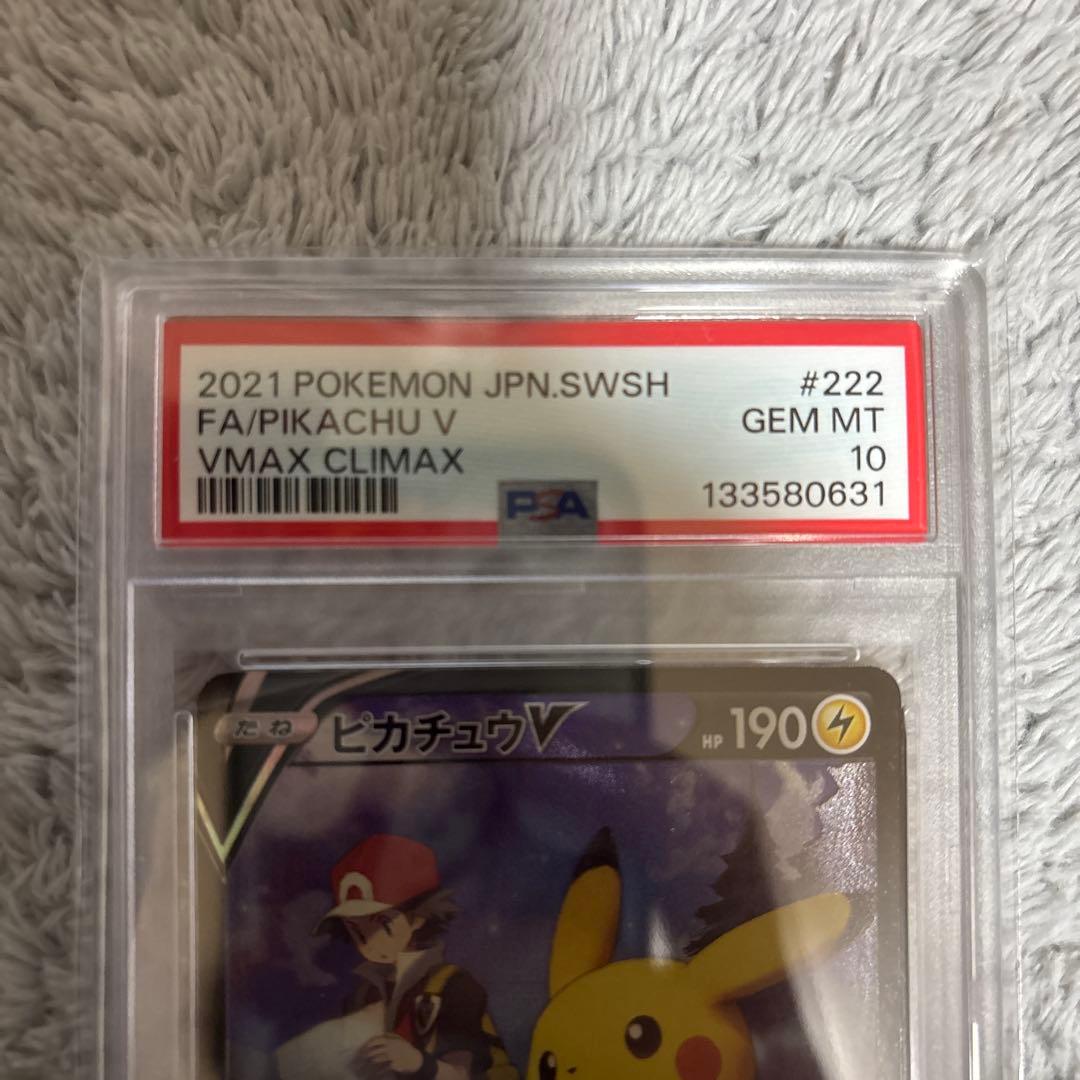 2021 POKEMON JPN.SWSH #222
FA/PIKACHU V GEM MT
VMAX CLIMAX 10
PSA 133580631
たね ピカチュウV HP 190